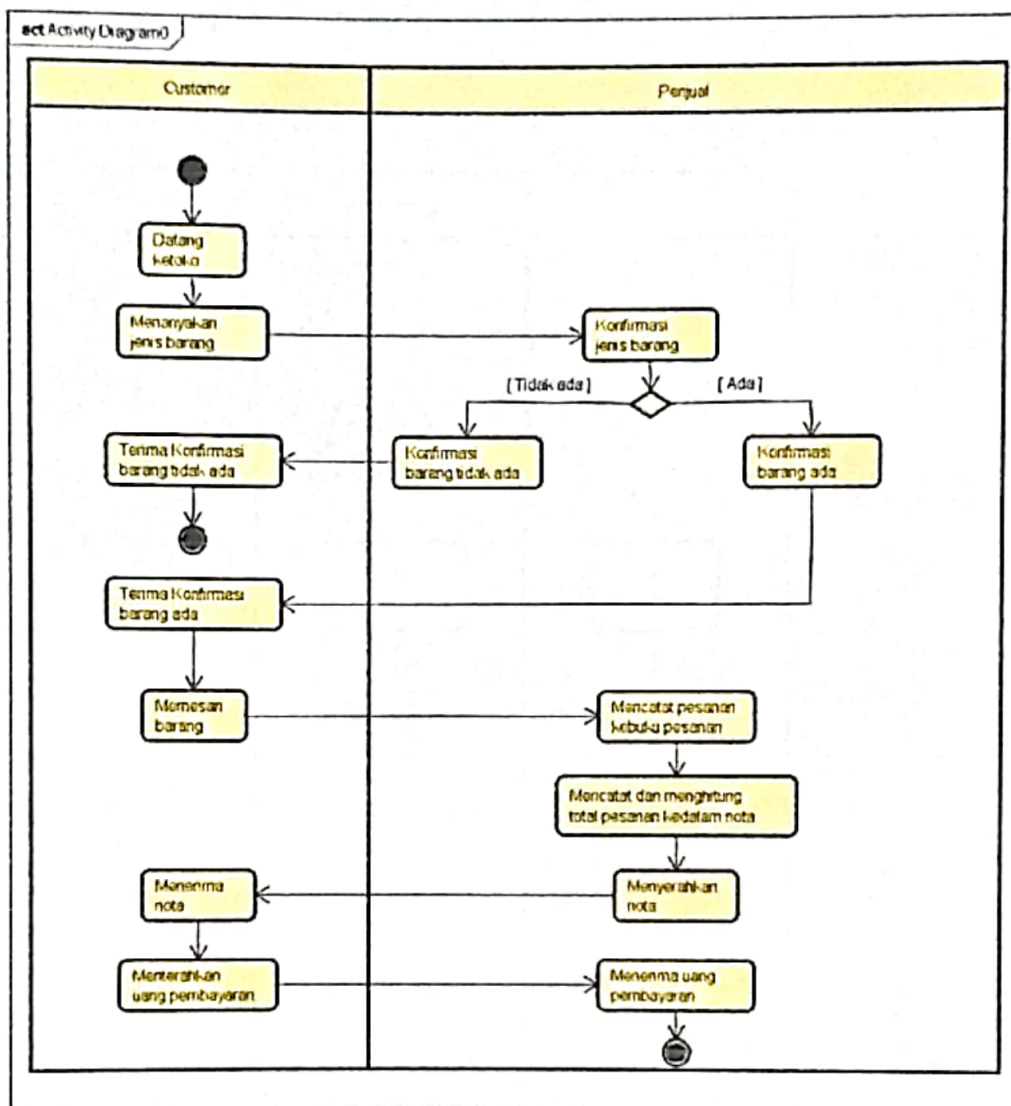 act Activity Diagram0
Customer
Penjual
Datang
ketoko
Menanyakan
jenis barang
Konfirmasi
jenis barang
[ Tidak ada ]
[ Ada ]
Terima Konfirmasi
barang tidak ada
Konfirmasi
barang tidak ada
Konfirmasi
barang ada
Terima Konfirmasi
barang ada
Memesan
barang
Mencatat pesanan
kebuku pesanan
Mencatat dan menghitung
total pesanan kedalam nota
Menerima
nota
Menyerahkan
nota
Menterahkan
uang pembayaran
Menerima uang
pembayaran